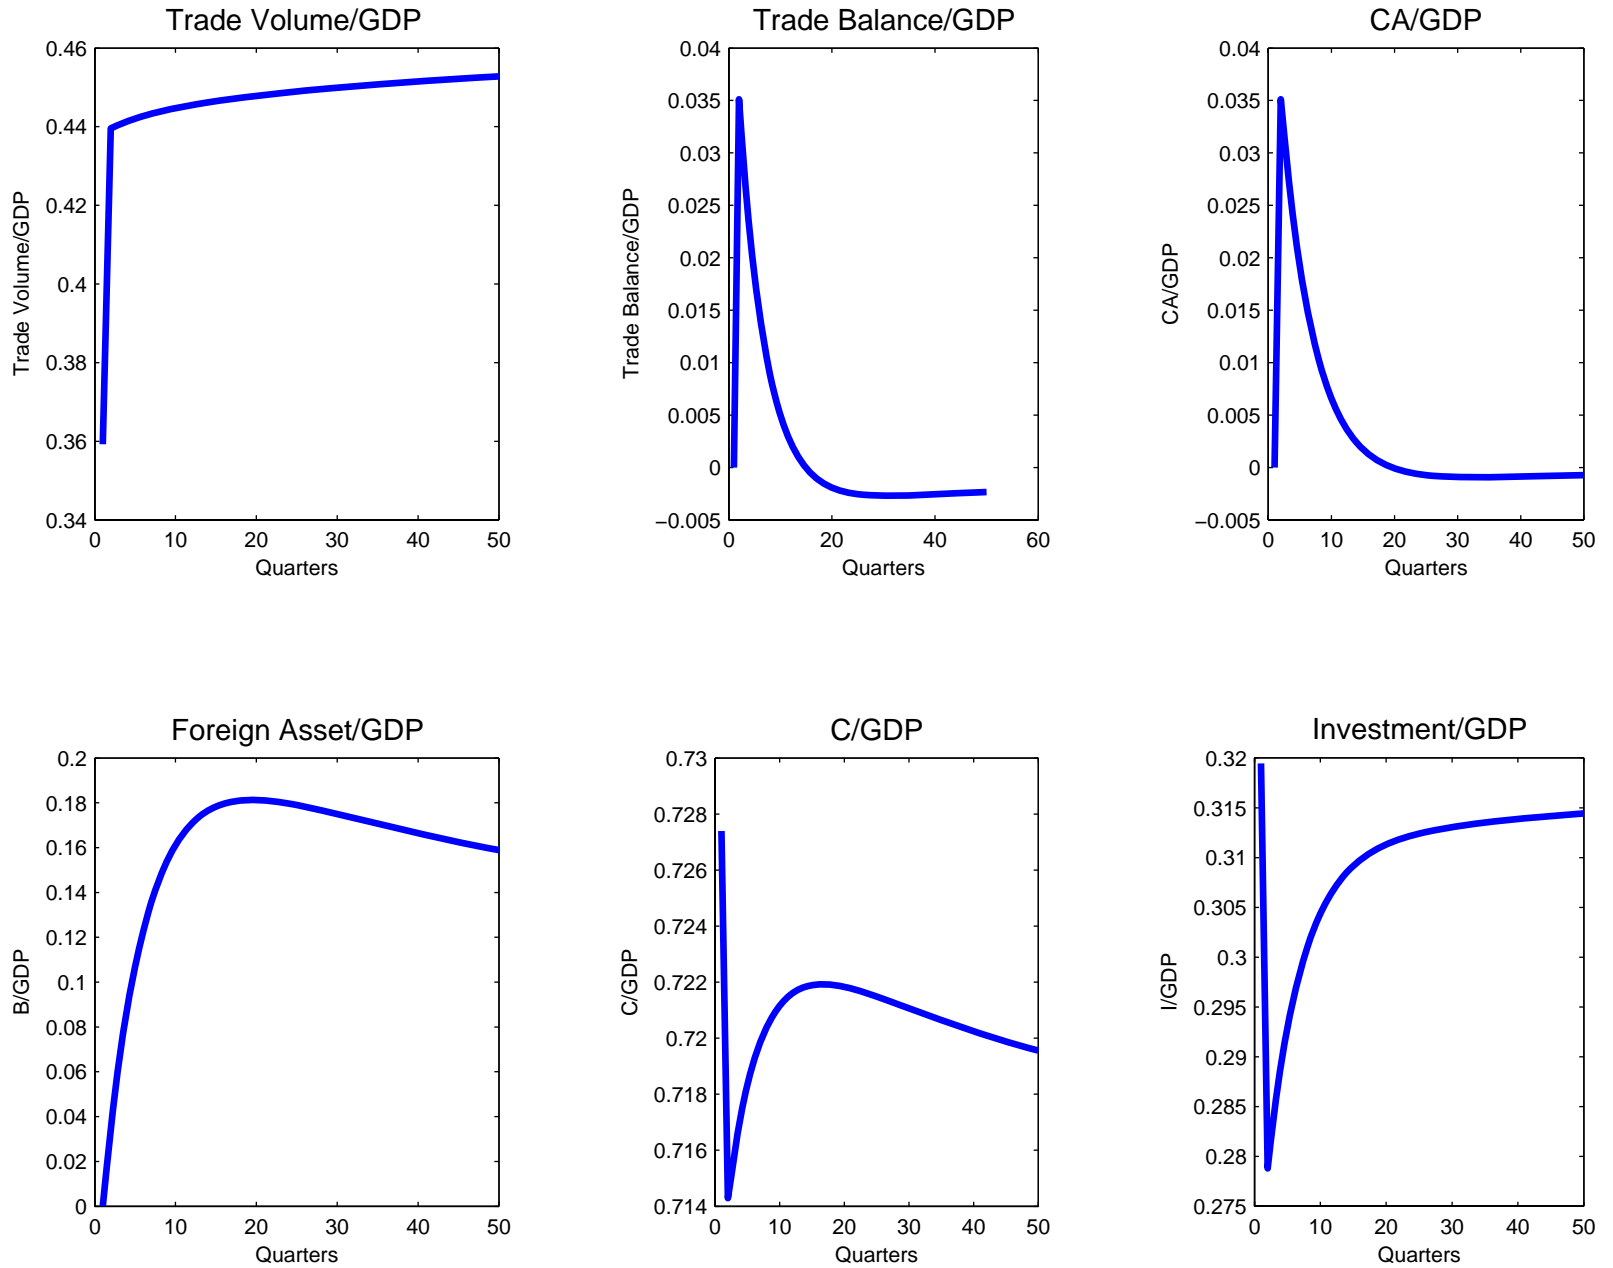 Trade Volume/GDP
Trade Volume/GDP
0.46
0.44
0.42
0.4
0.38
0.36
0.34
0 10 20 30 40 50
Quarters
Trade Balance/GDP
Trade Balance/GDP
0.04
0.035
0.03
0.025
0.02
0.015
0.01
0.005
0
−0.005
0 20 40 60
Quarters
CA/GDP
CA/GDP
0.04
0.035
0.03
0.025
0.02
0.015
0.01
0.005
0
−0.005
0 10 20 30 40 50
Quarters
Foreign Asset/GDP
B/GDP
0.2
0.18
0.16
0.14
0.12
0.1
0.08
0.06
0.04
0.02
0
0 10 20 30 40 50
Quarters
C/GDP
C/GDP
0.73
0.728
0.726
0.724
0.722
0.72
0.718
0.716
0.714
0 10 20 30 40 50
Quarters
Investment/GDP
I/GDP
0.32
0.315
0.31
0.305
0.3
0.295
0.29
0.285
0.28
0.275
0 10 20 30 40 50
Quarters